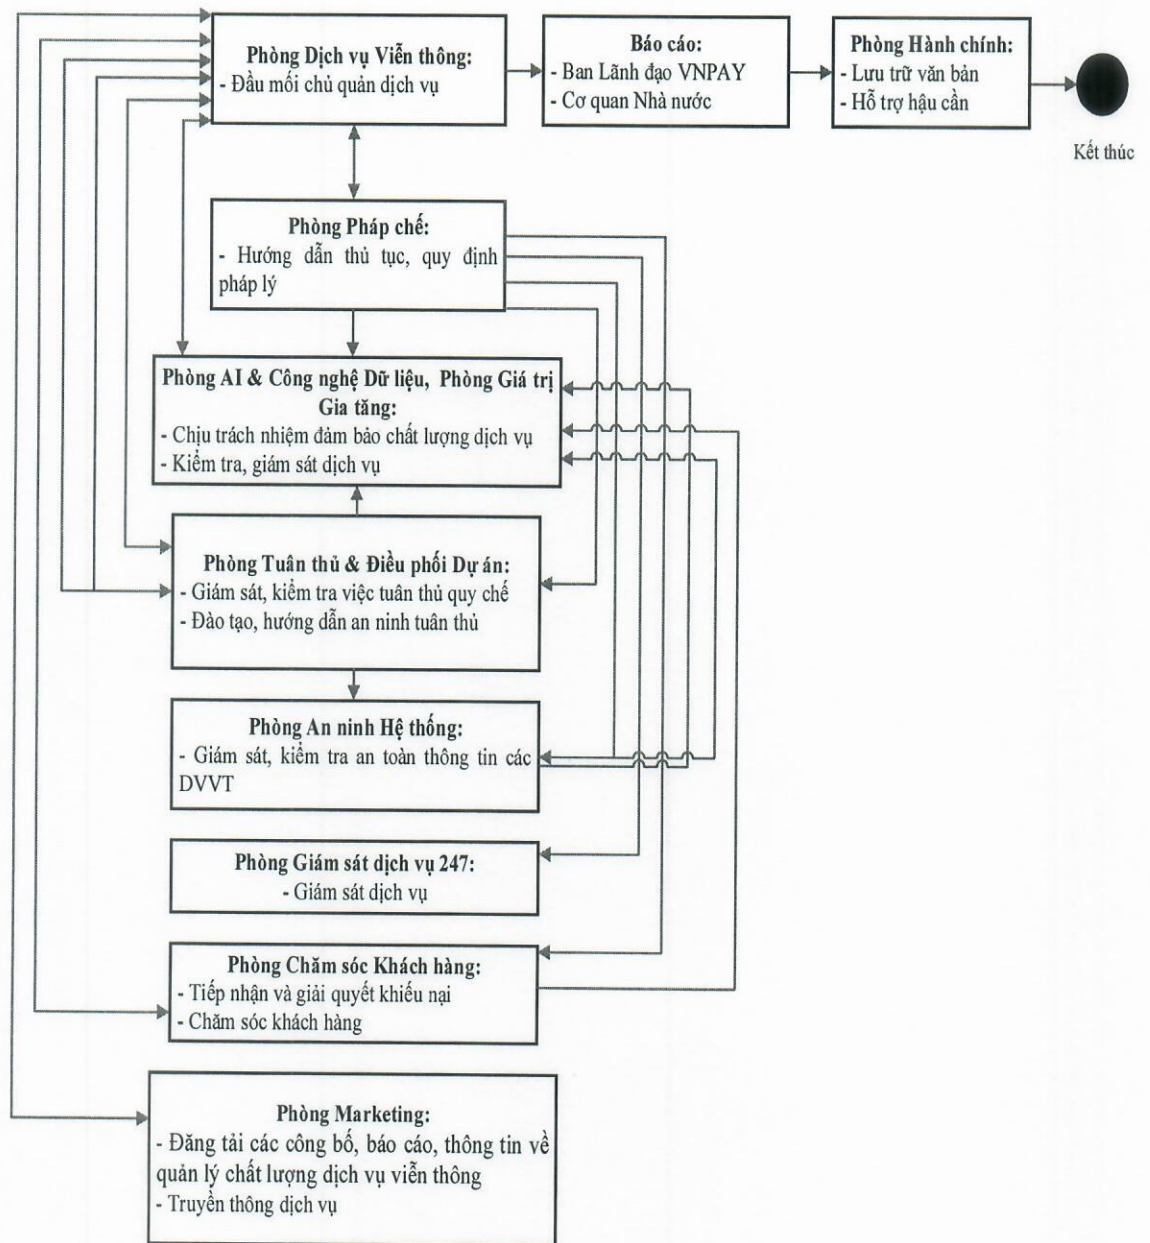 Phòng Dịch vụ Viễn thông:
- Đầu mối chủ quản dịch vụ
Báo cáo:
- Ban Lãnh đạo VNPAY
- Cơ quan Nhà nước
Phòng Hành chính:
- Lưu trữ văn bản
- Hỗ trợ hậu cần
Kết thúc
Phòng Pháp chế:
- Hướng dẫn thủ tục, quy định
pháp lý
Phòng AI & Công nghệ Dữ liệu, Phòng Giá trị
Gia tăng:
- Chịu trách nhiệm đảm bảo chất lượng dịch vụ
- Kiểm tra, giám sát dịch vụ
Phòng Tuân thủ & Điều phối Dự án:
- Giám sát, kiểm tra việc tuân thủ quy chế
- Đào tạo, hướng dẫn an ninh tuân thủ
Phòng An ninh Hệ thống:
- Giám sát, kiểm tra an toàn thông tin các
DVVT
Phòng Giám sát dịch vụ 247:
- Giám sát dịch vụ
Phòng Chăm sóc Khách hàng:
- Tiếp nhận và giải quyết khiếu nại
- Chăm sóc khách hàng
Phòng Marketing:
- Đăng tải các công bố, báo cáo, thông tin về
quản lý chất lượng dịch vụ viễn thông
- Truyền thông dịch vụ